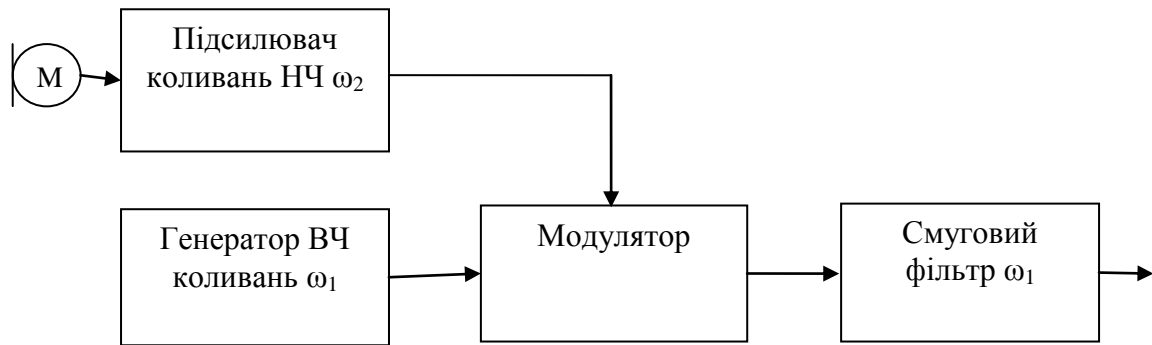 М
Підсилювач
коливань НЧ ω₂
Генератор ВЧ
коливань ω₁
Модулятор
Смуговий
фільтр ω₁